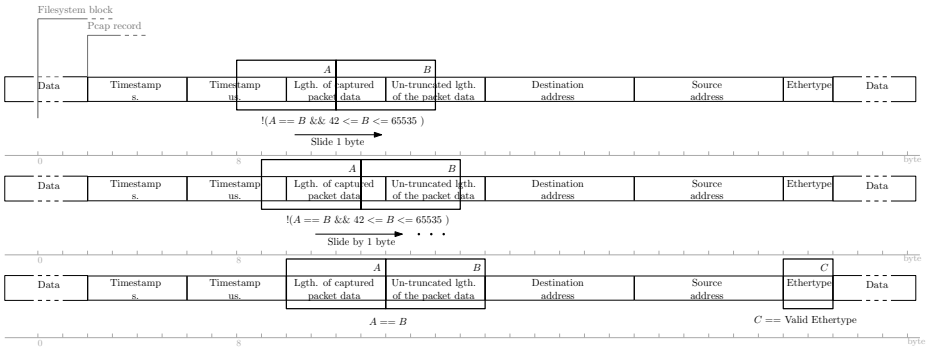 Filesystem block
Pcap record
A B
Data Timestamp Timestamp Lgth. of captured Un-truncated lgth. Destination Source Ethertype Data
s. us. packet data of the packet data address address
!(A == B && 42 <= B <= 65535 )
Slide 1 byte
0 8 byte
A B
Data Timestamp Timestamp Lgth. of captured Un-truncated lgth. Destination Source Ethertype Data
s. us. packet data of the packet data address address
!(A == B && 42 <= B <= 65535 )
Slide by 1 byte . . .
0 8 byte
A B C
Data Timestamp Timestamp Lgth. of captured Un-truncated lgth. Destination Source Ethertype Data
s. us. packet data of the packet data address address
A == B C == Valid Ethertype
0 8 byte